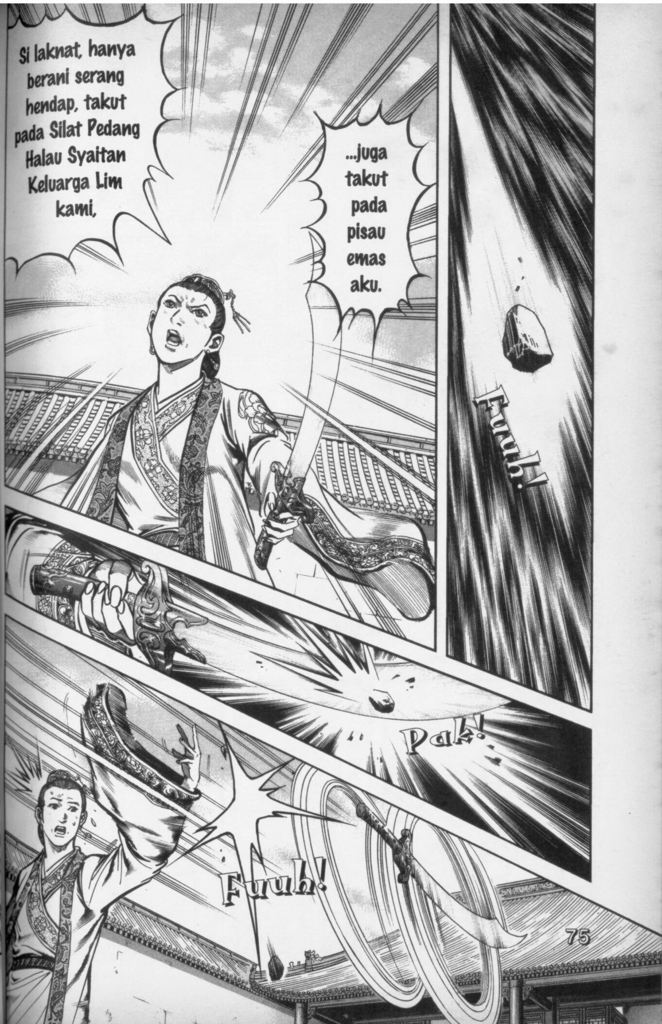 Si laknat, hanya
berani serang
hendap, takut
pada Silat Pedang
Halau Syaitan
Keluarga Lim
kami,
...juga
takut
pada
pisau
emas
aku.
Fuuh!
Pak!
Fuuh!
75